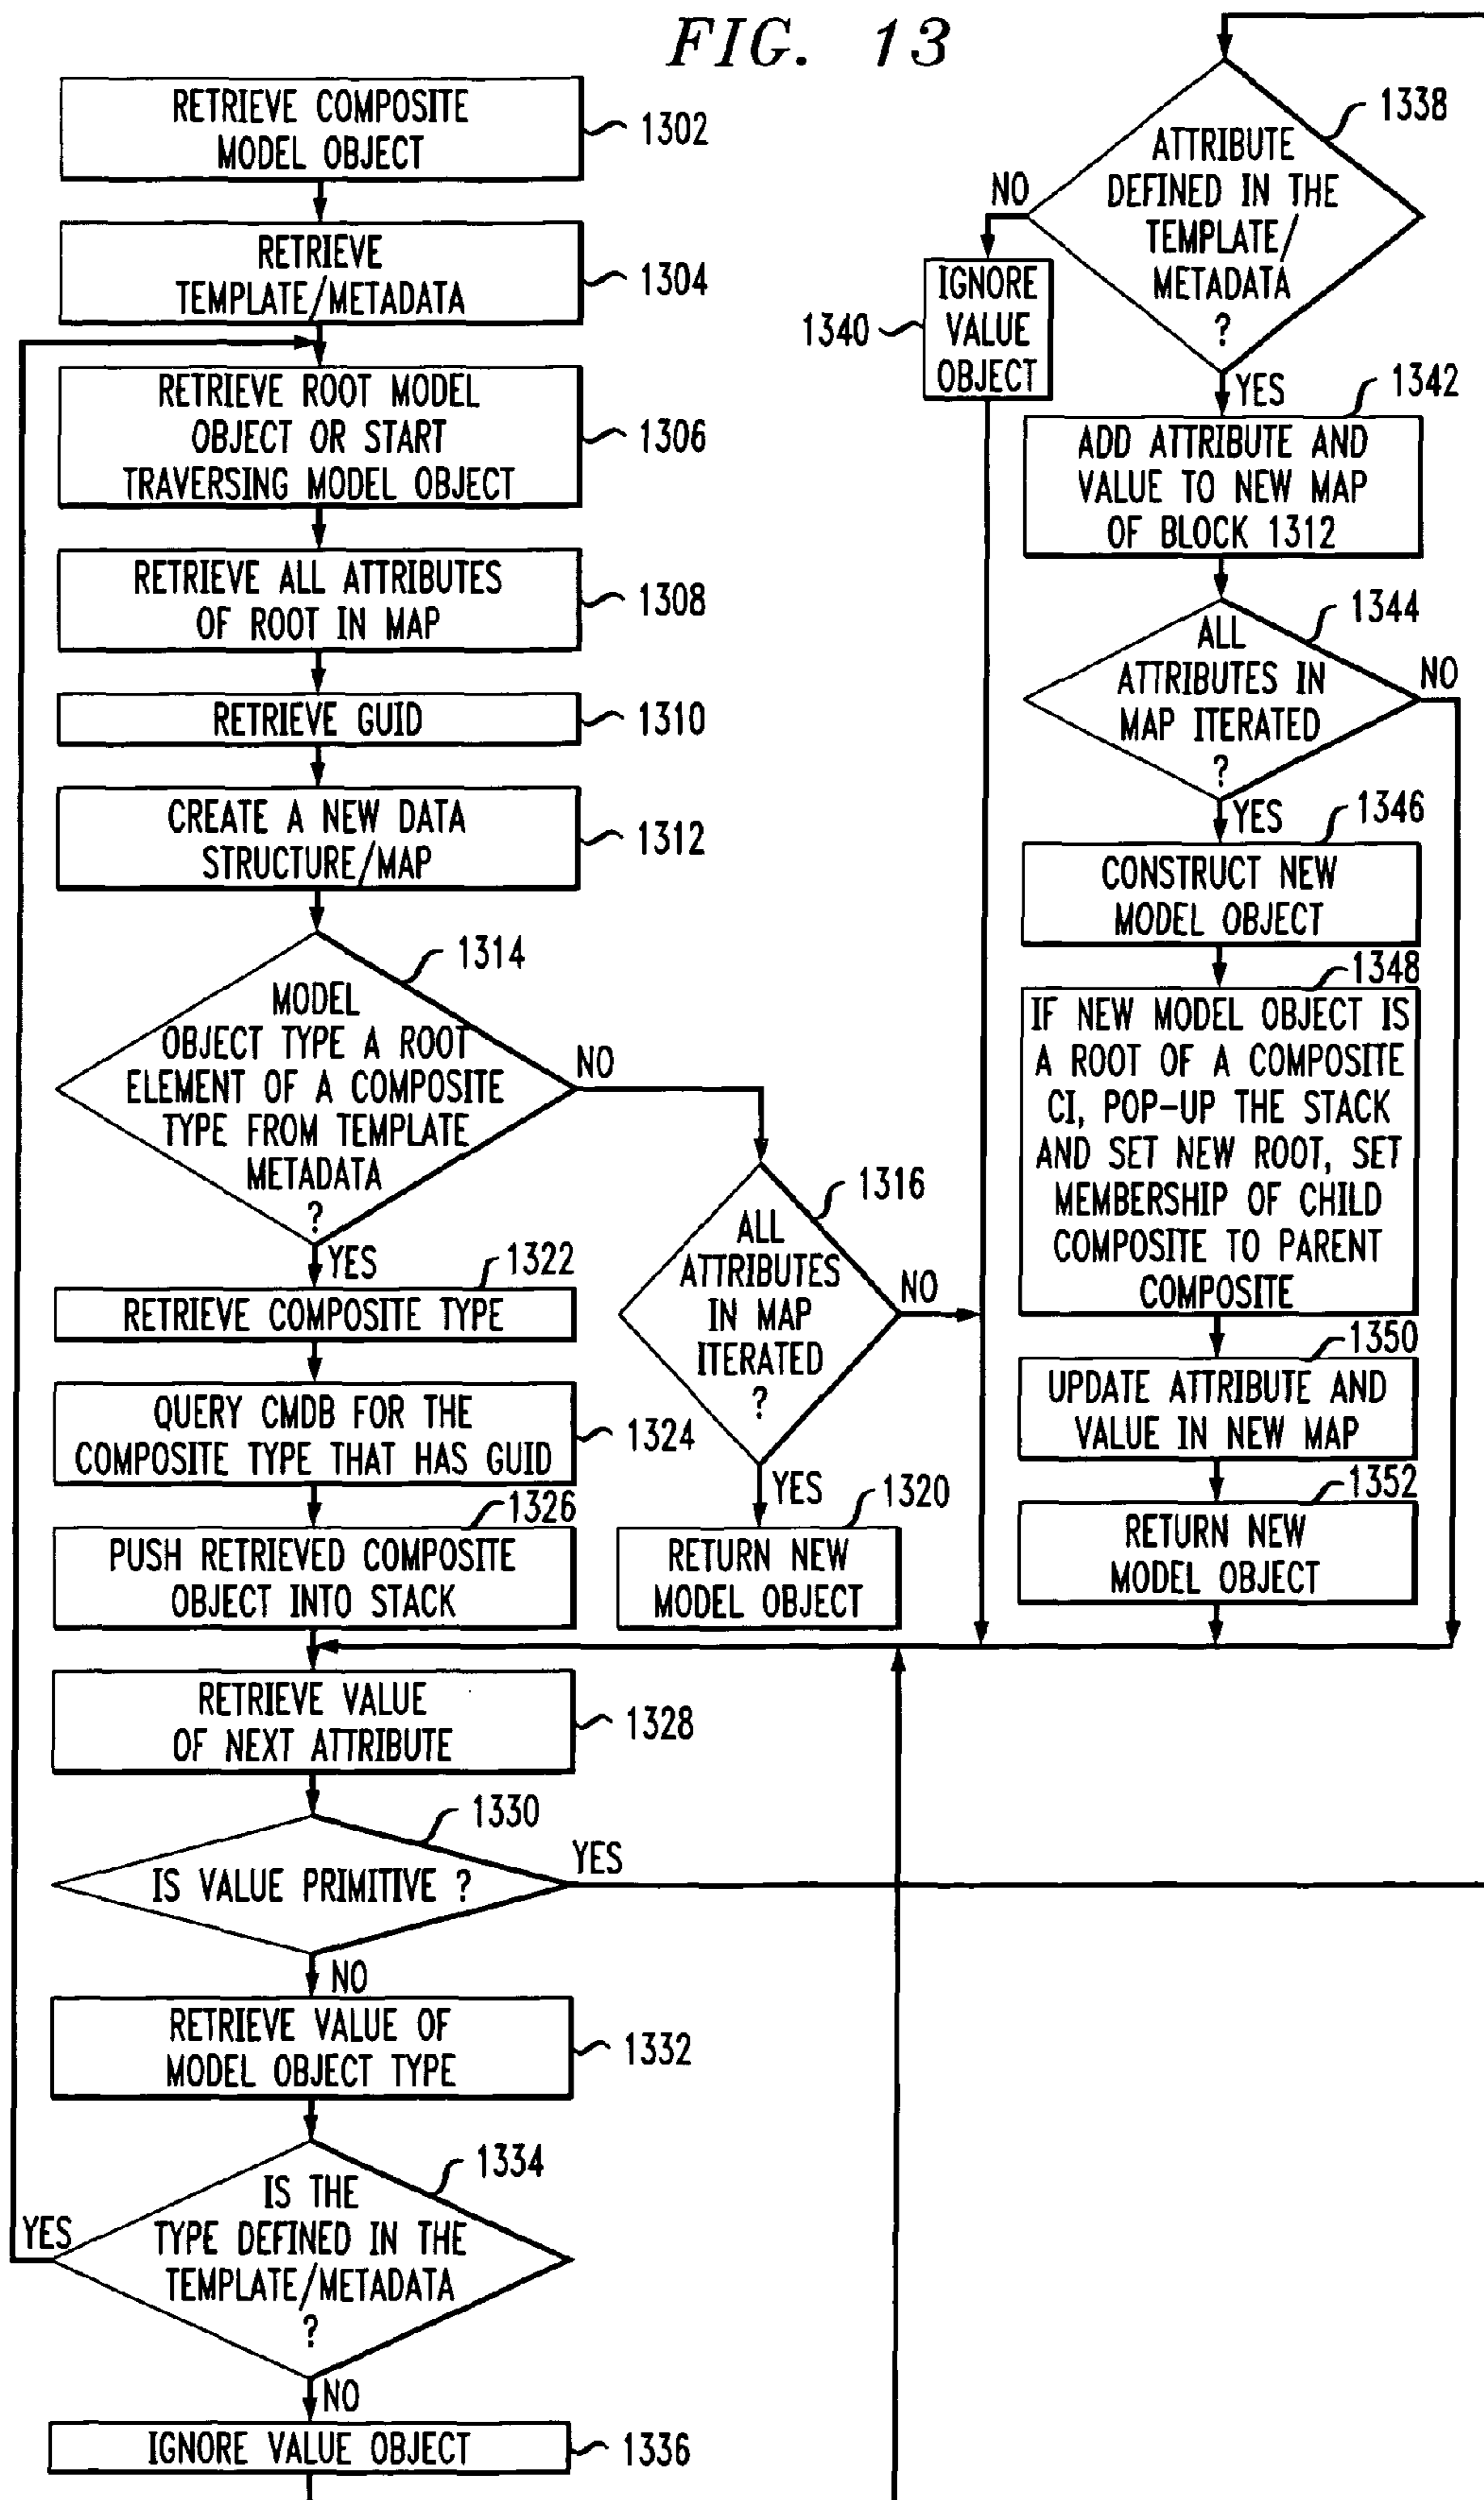 FIG. 13
RETRIEVE COMPOSITE
MODEL OBJECT
1302
RETRIEVE
TEMPLATE/METADATA
1304
RETRIEVE ROOT MODEL
OBJECT OR START
TRAVERSING MODEL OBJECT
1306
RETRIEVE ALL ATTRIBUTES
OF ROOT IN MAP
1308
RETRIEVE GUID
1310
CREATE A NEW DATA
STRUCTURE/MAP
1312
1314
MODEL
OBJECT TYPE A ROOT
ELEMENT OF A COMPOSITE
TYPE FROM TEMPLATE
METADATA
?
NO
YES
1316
ALL
ATTRIBUTES
IN MAP
ITERATED
?
NO
YES
1320
RETURN NEW
MODEL OBJECT
1322
RETRIEVE COMPOSITE TYPE
QUERY CMDB FOR THE
COMPOSITE TYPE THAT HAS GUID
1324
1326
PUSH RETRIEVED COMPOSITE
OBJECT INTO STACK
RETRIEVE VALUE
OF NEXT ATTRIBUTE
1328
1330
IS VALUE PRIMITIVE ?
YES
NO
RETRIEVE VALUE OF
MODEL OBJECT TYPE
1332
1334
IS THE
TYPE DEFINED IN THE
TEMPLATE/METADATA
?
YES
NO
IGNORE VALUE OBJECT
1336
1338
ATTRIBUTE
DEFINED IN THE
TEMPLATE/
METADATA
?
NO
YES
1340
IGNORE
VALUE
OBJECT
1342
ADD ATTRIBUTE AND
VALUE TO NEW MAP
OF BLOCK 1312
1344
ALL
ATTRIBUTES IN
MAP ITERATED
?
NO
YES
1346
CONSTRUCT NEW
MODEL OBJECT
1348
IF NEW MODEL OBJECT IS
A ROOT OF A COMPOSITE
CI, POP-UP THE STACK
AND SET NEW ROOT, SET
MEMBERSHIP OF CHILD
COMPOSITE TO PARENT
COMPOSITE
1350
UPDATE ATTRIBUTE AND
VALUE IN NEW MAP
1352
RETURN NEW
MODEL OBJECT